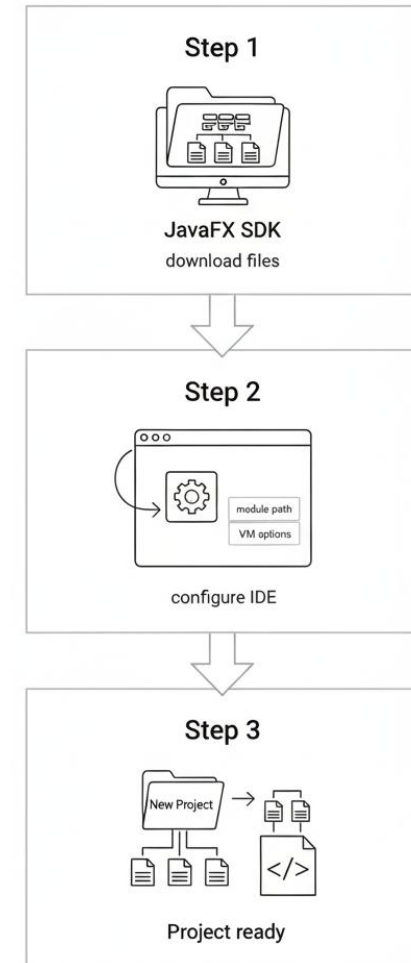 Step 1
JavaFX SDK
download files
Step 2
module path
VM options
configure IDE
Step 3
New Project
</>
Project ready